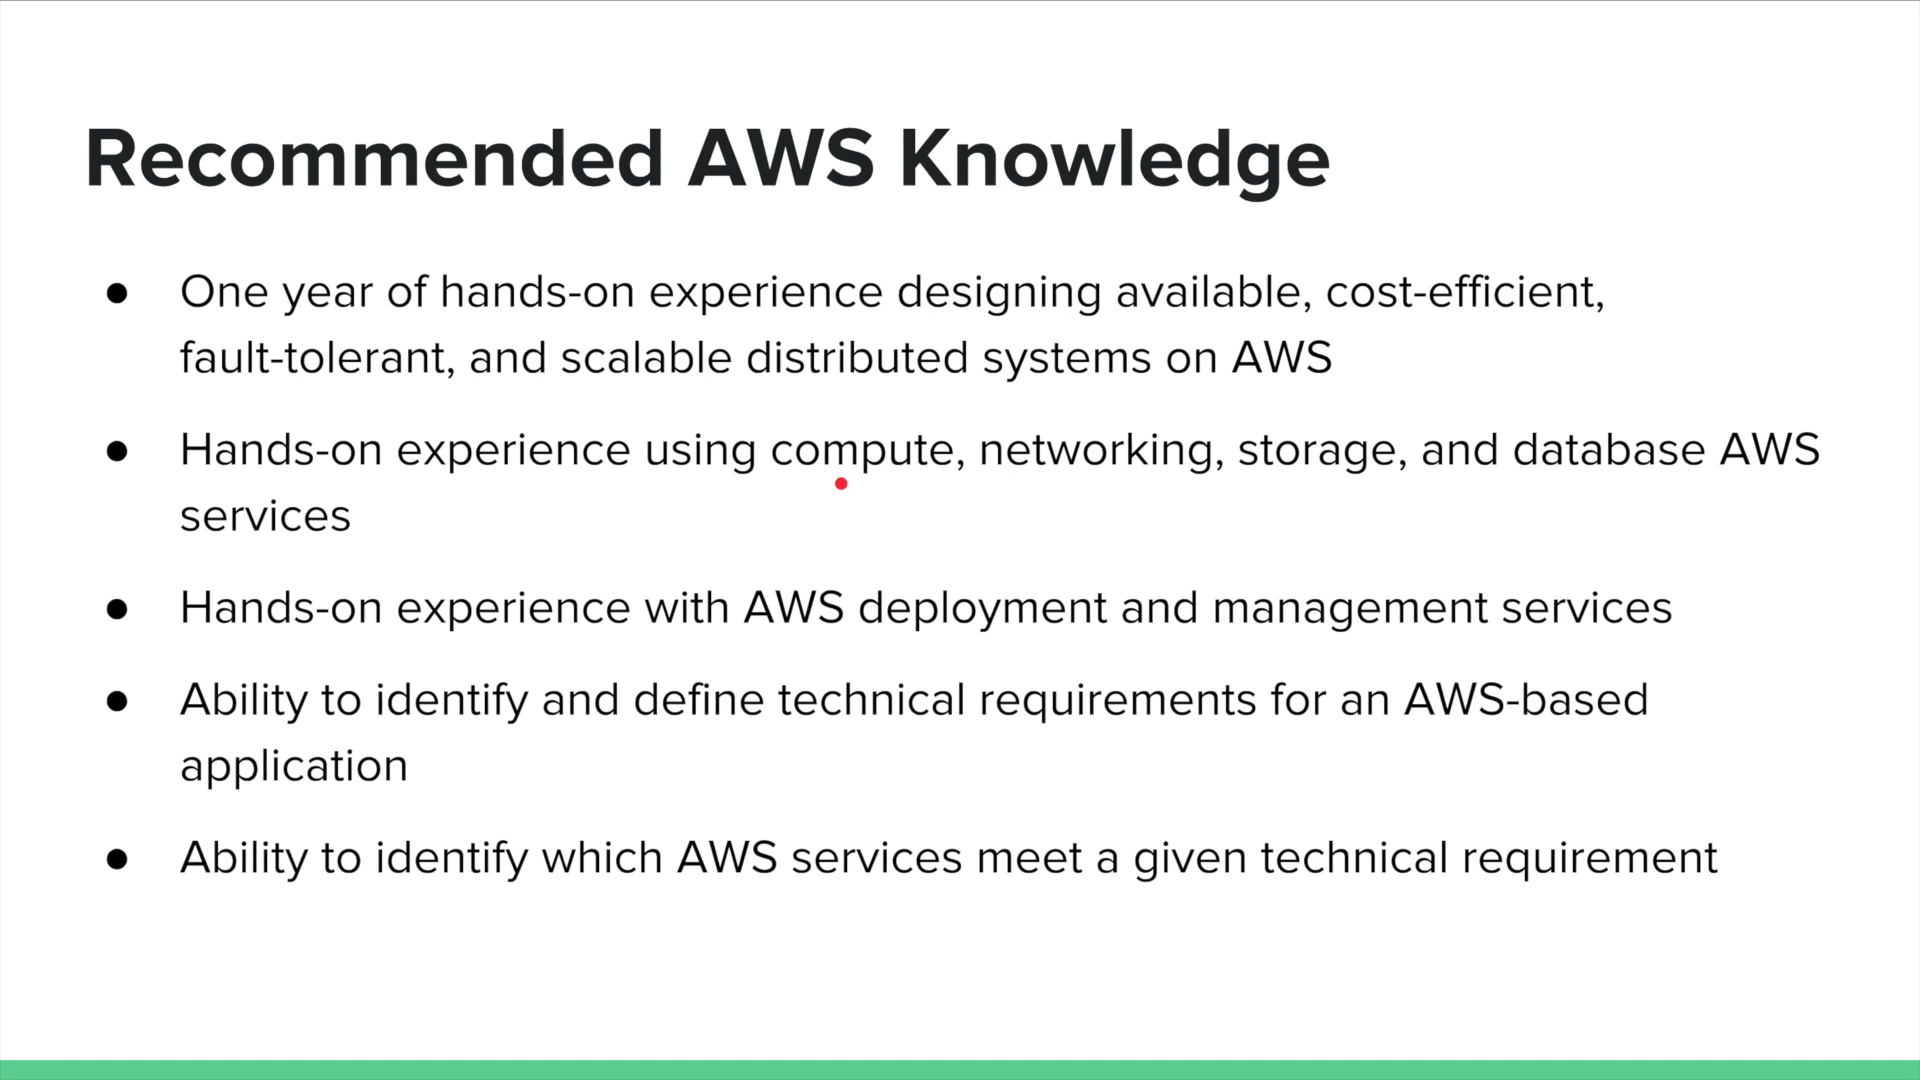 Recommended AWS Knowledge
● One year of hands-on experience designing available, cost-efficient,
fault-tolerant, and scalable distributed systems on AWS
● Hands-on experience using compute, networking, storage, and database AWS
services
● Hands-on experience with AWS deployment and management services
● Ability to identify and define technical requirements for an AWS-based
application
● Ability to identify which AWS services meet a given technical requirement